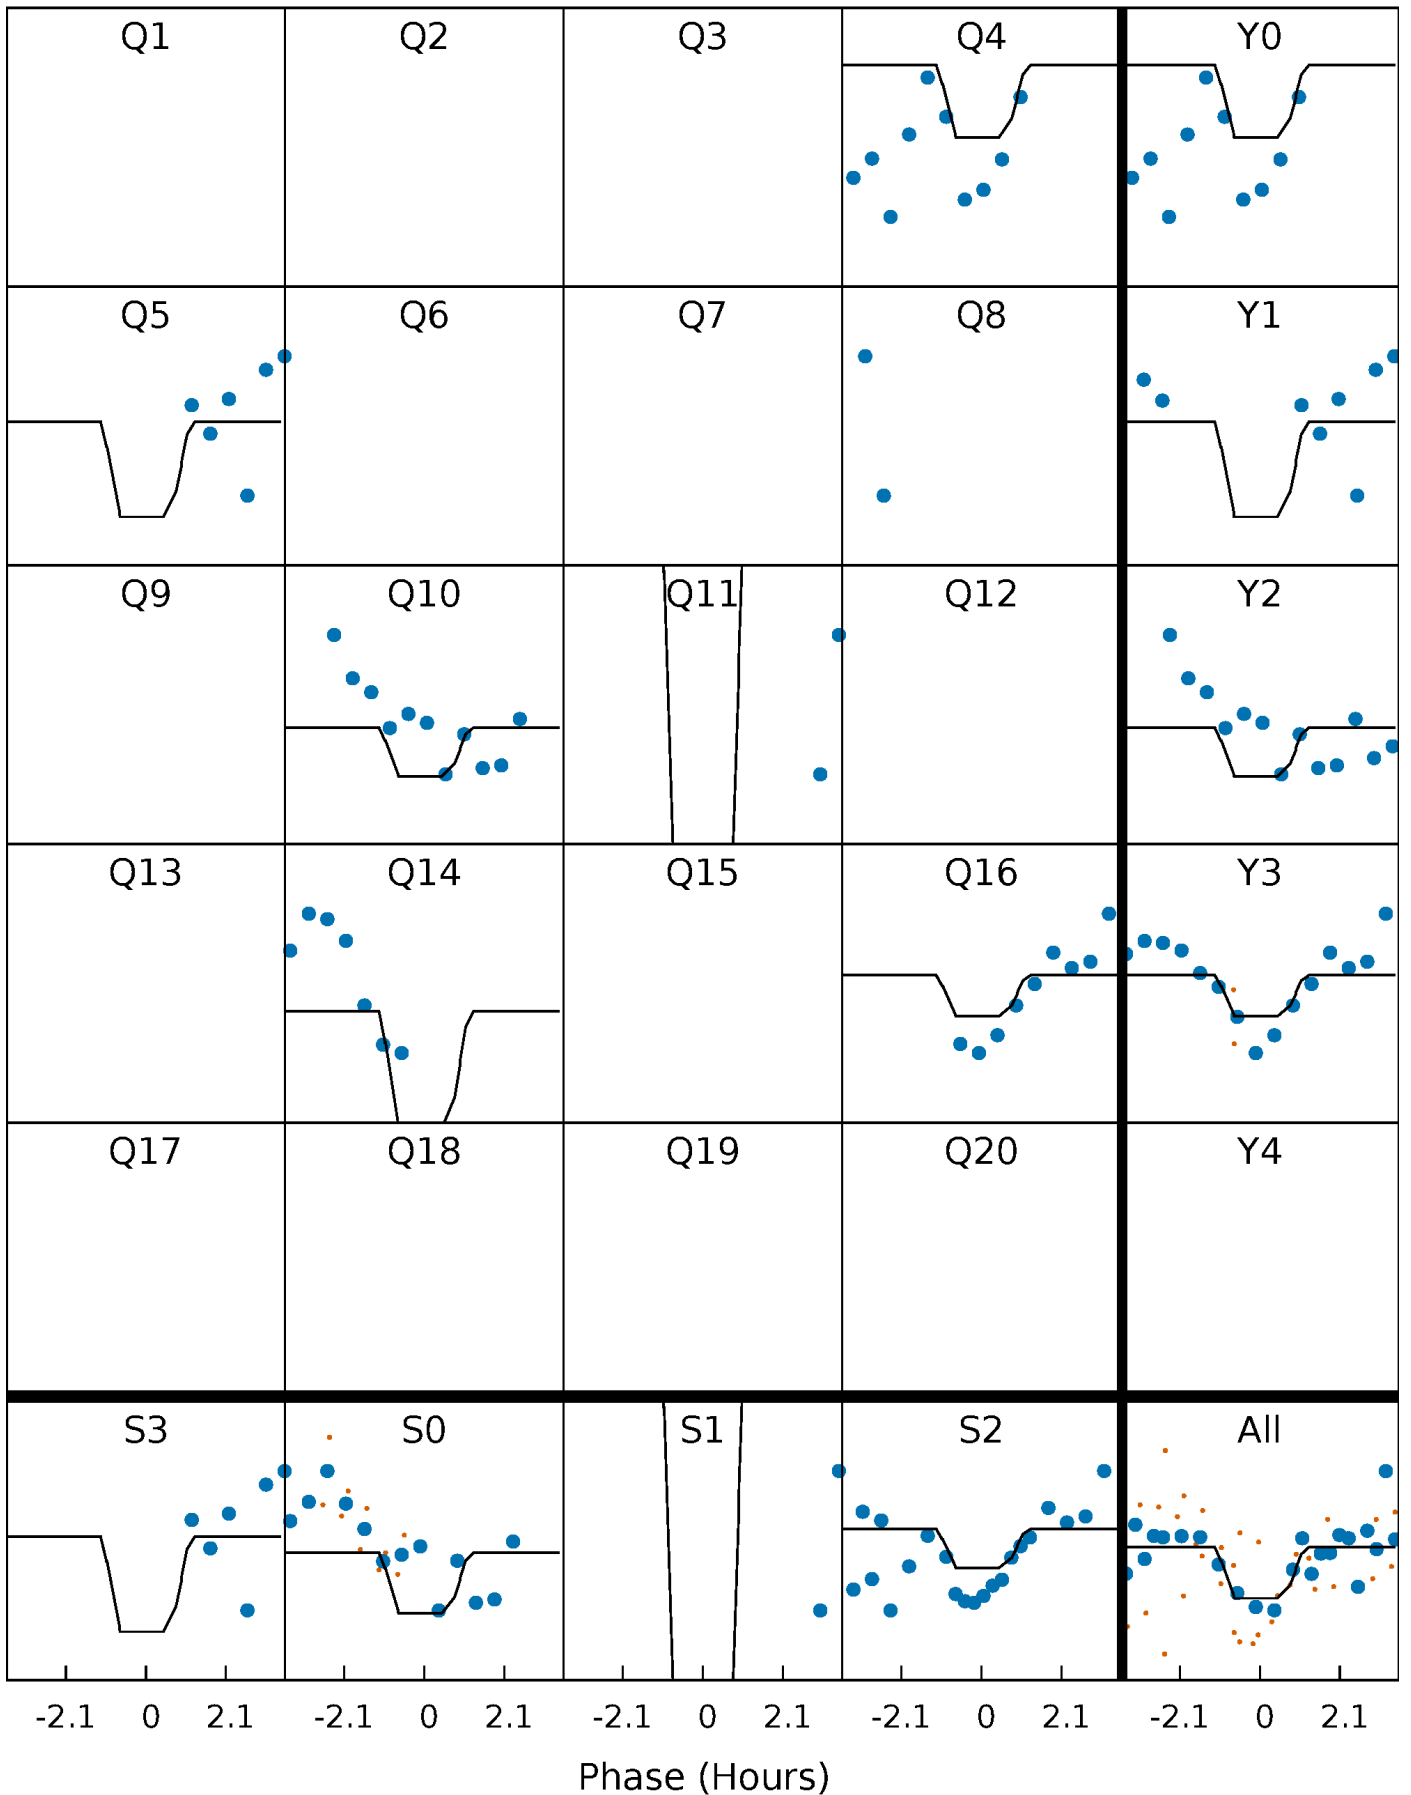 Q1 Q2 Q3 Q4 Y0
Q5 Q6 Q7 Q8 Y1
Q9 Q10 Q11 Q12 Y2
Q13 Q14 Q15 Q16 Y3
Q17 Q18 Q19 Q20 Y4
S3 S0 S1 S2 All
-2.1 0 2.1 -2.1 0 2.1 -2.1 0 2.1 -2.1 0 2.1 -2.1 0 2.1
Phase (Hours)